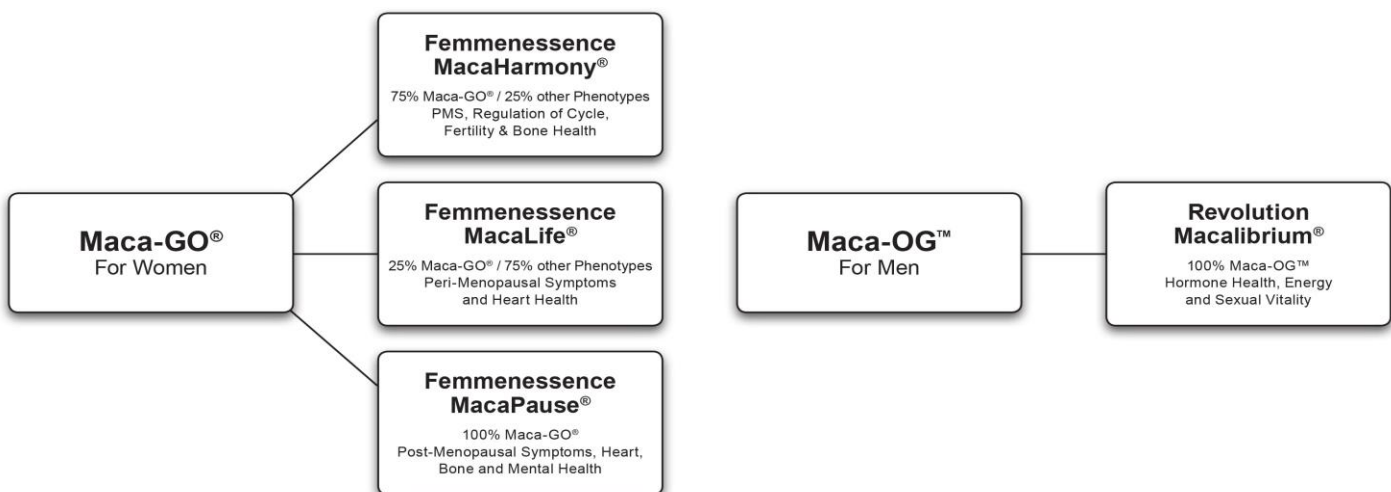 Maca-GO®
For Women
Femmenessence
MacaHarmony®
75% Maca-GO® / 25% other Phenotypes
PMS, Regulation of Cycle,
Fertility & Bone Health
Femmenessence
MacaLife®
25% Maca-GO® / 75% other Phenotypes
Peri-Menopausal Symptoms
and Heart Health
Femmenessence
MacaPause®
100% Maca-GO®
Post-Menopausal Symptoms, Heart,
Bone and Mental Health
Maca-OG™
For Men
Revolution
Macalibrium®
100% Maca-OG™
Hormone Health, Energy
and Sexual Vitality